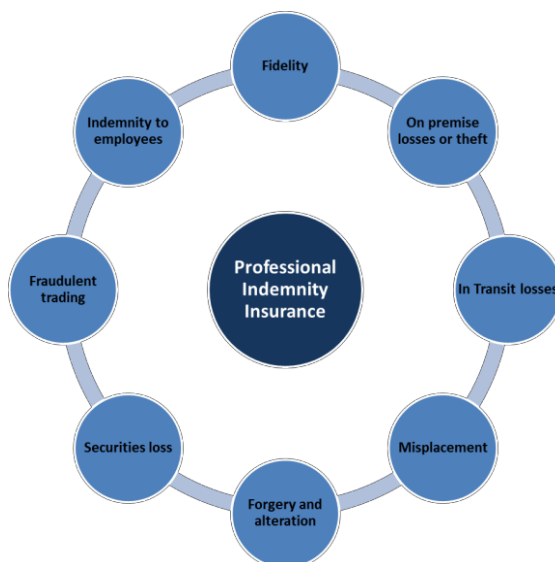 Fidelity
On premise
losses or theft
In Transit losses
Misplacement
Forgery and
alteration
Securities loss
Fraudulent
trading
Indemnity to
employees
Professional
Indemnity
Insurance